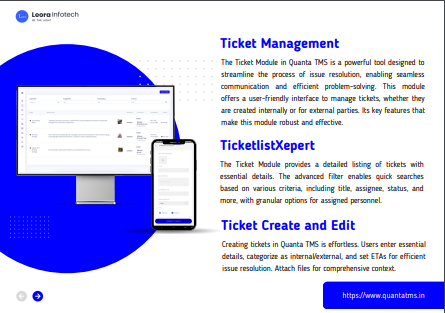 Leora Infotech
Ticket Management
The Ticket Module in Quanta TMS is a powerful tool designed to
streamline the process of issue resolution, enabling seamless
communication and efficient problem-solving. This module
offers a user-friendly interface to manage tickets, whether they
are created internally or for external parties. Its key features that
make this module robust and effective.
TicketlistXepert
The Ticket Module provides a detailed listing of tickets with
essential details. The advanced filter enables quick searches
based on various criteria, including title, assignee, status, and
more, with granular options for assigned personnel.
Ticket Create and Edit
Creating tickets in Quanta TMS is effortless. Users enter essential
details, categorize as internal/external, and set ETAs for efficient
issue resolution. Attach files for comprehensive context.
https://www.quantatms.in